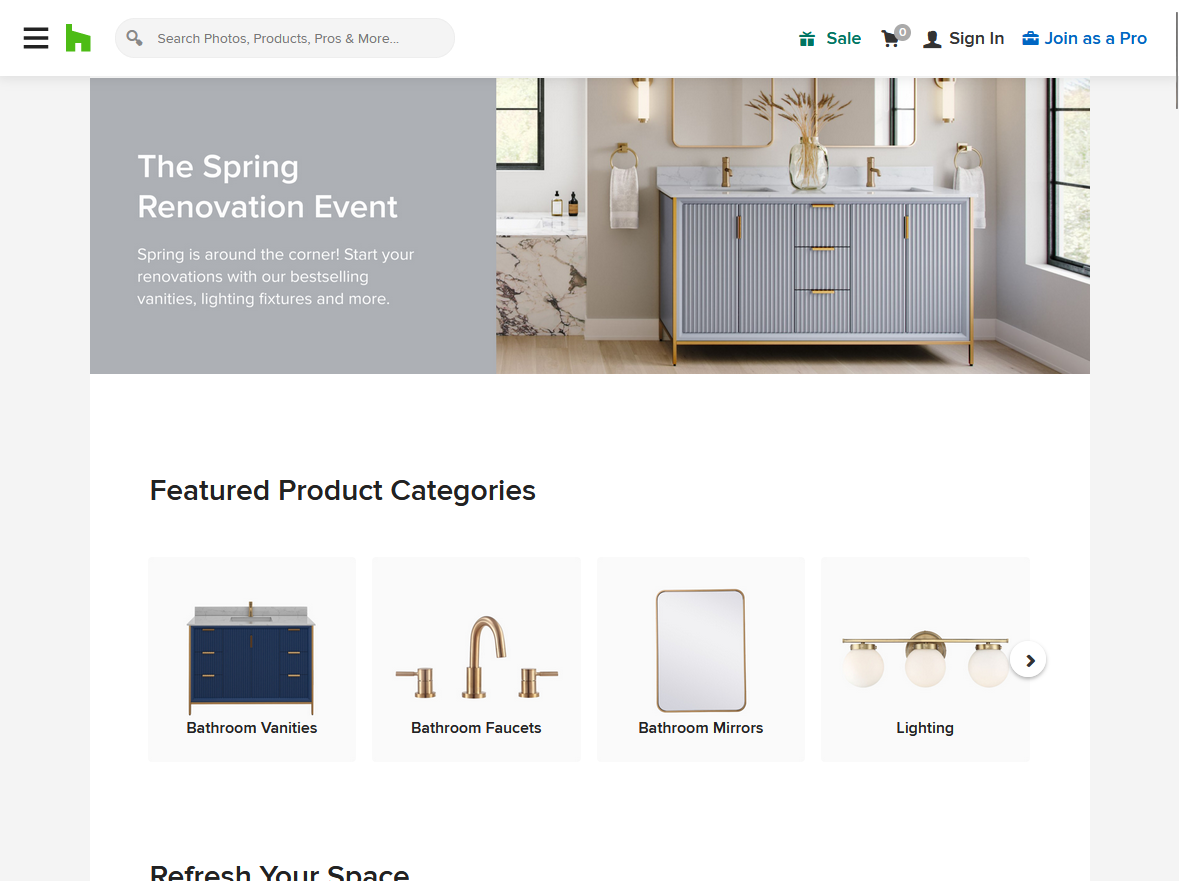 Search Photos, Products, Pros & More...
Sale
0
Sign In
Join as a Pro
The Spring
Renovation Event
Spring is around the corner! Start your
renovations with our bestselling
vanities, lighting fixtures and more.
Featured Product Categories
Bathroom Vanities
Bathroom Faucets
Bathroom Mirrors
Lighting
Refresh Your Space